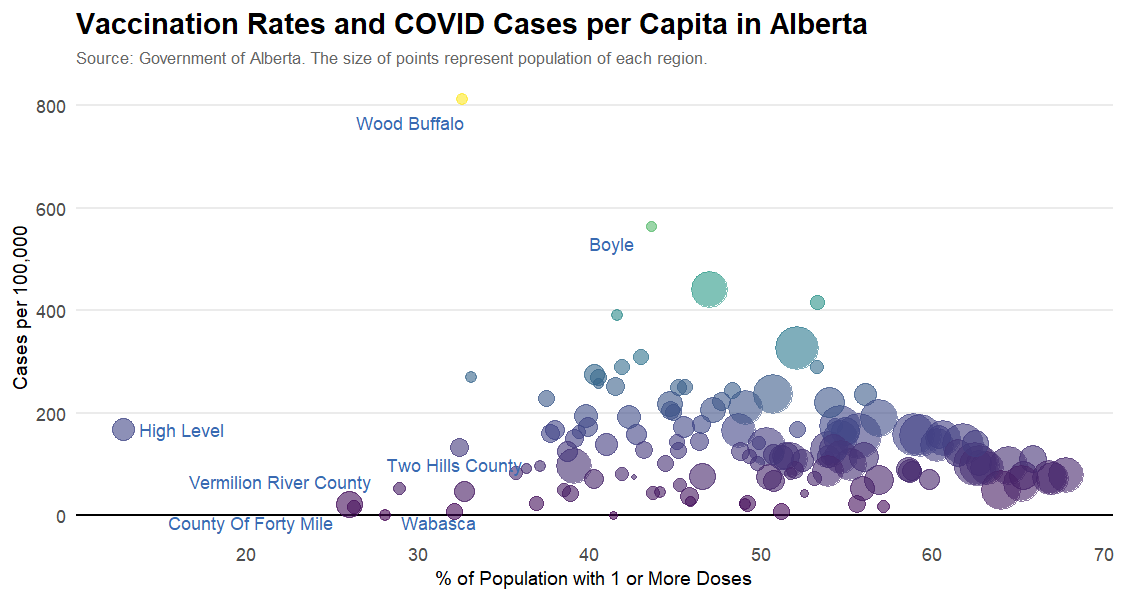 Vaccination Rates and COVID Cases per Capita in Alberta
Source: Government of Alberta. The size of points represent population of each region.
Cases per 100,000
800
Wood Buffalo
600
Boyle
400
200
High Level
Two Hills County
Vermilion River County
0
County Of Forty Mile
Wabasca
20
30
40
50
60
70
% of Population with 1 or More Doses